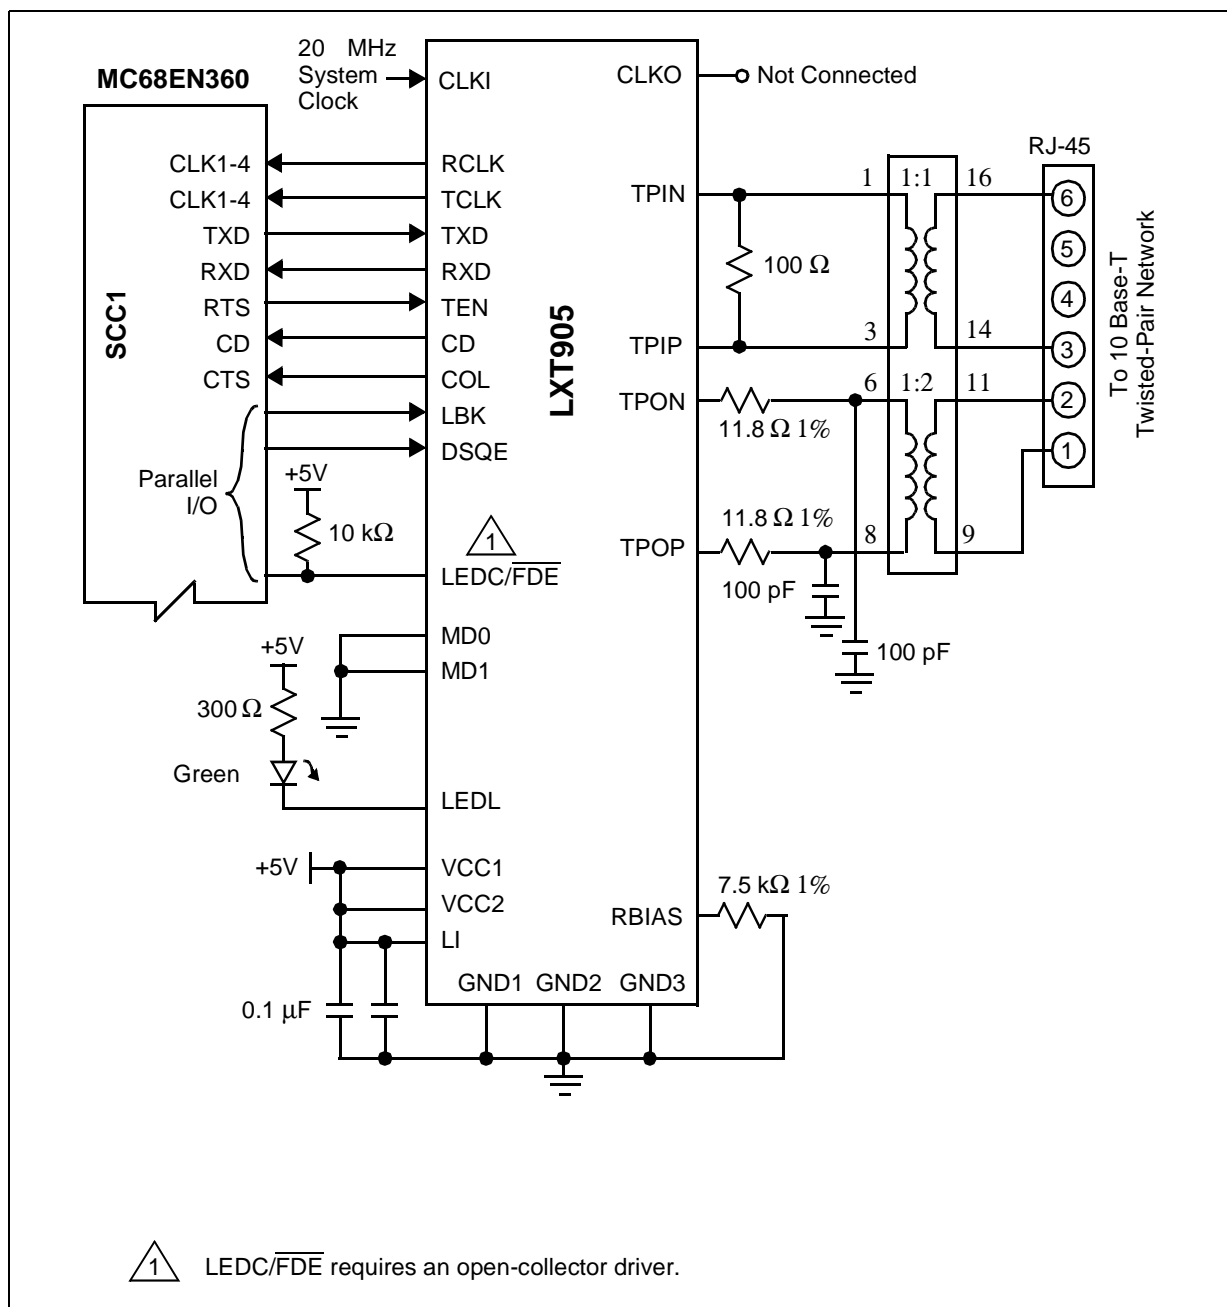 20 MHz
System
Clock
MC68EN360
CLKI
CLKO
Not Connected
RJ-45
CLK1-4
RCLK
CLK1-4
TCLK
TXD
TXD
RXD
RXD
RTS
TEN
CD
CD
CTS
COL
LBK
DSQE
SCC1
LXT905
Parallel
I/O
+5V
10 kΩ
1
LEDC/FDE
MD0
MD1
+5V
300 Ω
Green
LEDL
+5V
VCC1
VCC2
LI
0.1 μF
GND1 GND2 GND3
TPIN
TPIP
TPON
TPOP
RBIAS
100 Ω
11.8 Ω 1%
11.8 Ω 1%
100 pF
100 pF
7.5 kΩ 1%
1 1:1 16
3 14
6 1:2 11
8 9
6
5
4
3
2
1
To 10 Base-T
Twisted-Pair Network
1 LEDC/FDE requires an open-collector driver.